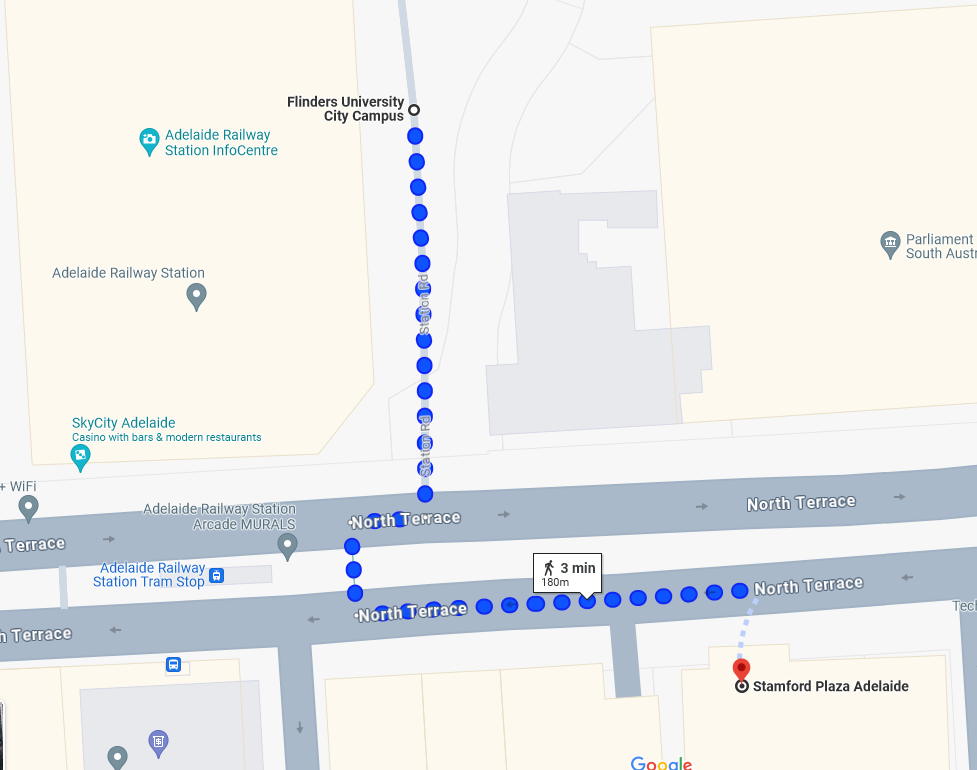 Flinders University
City Campus
Adelaide Railway
Station InfoCentre
Parliament
South Austr
Adelaide Railway Station
Station Rd
SkyCity Adelaide
Casino with bars & modern restaurants
Station Rd
+ WiFi
Adelaide Railway Station
Arcade MURALS
North Terrace
North Terrace
Terrace
Adelaide Railway
Station Tram Stop
3 min
180m
North Terrace
North Terrace
h Terrace
Tech
Stamford Plaza Adelaide
Google